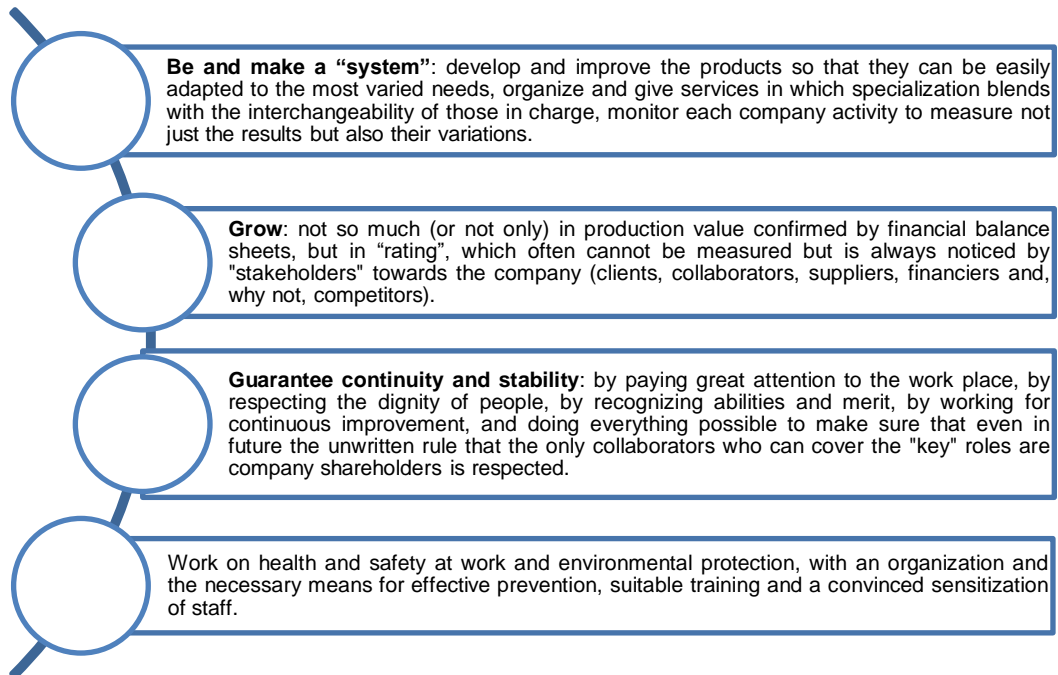 Be and make a “system”: develop and improve the products so that they can be easily
adapted to the most varied needs, organize and give services in which specialization blends
with the interchangeability of those in charge, monitor each company activity to measure not
just the results but also their variations.
Grow: not so much (or not only) in production value confirmed by financial balance
sheets, but in “rating”, which often cannot be measured but is always noticed by
"stakeholders" towards the company (clients, collaborators, suppliers, financiers and,
why not, competitors).
Guarantee continuity and stability: by paying great attention to the work place, by
respecting the dignity of people, by recognizing abilities and merit, by working for
continuous improvement, and doing everything possible to make sure that even in
future the unwritten rule that the only collaborators who can cover the "key" roles are
company shareholders is respected.
Work on health and safety at work and environmental protection, with an organization and
the necessary means for effective prevention, suitable training and a convinced sensitization
of staff.